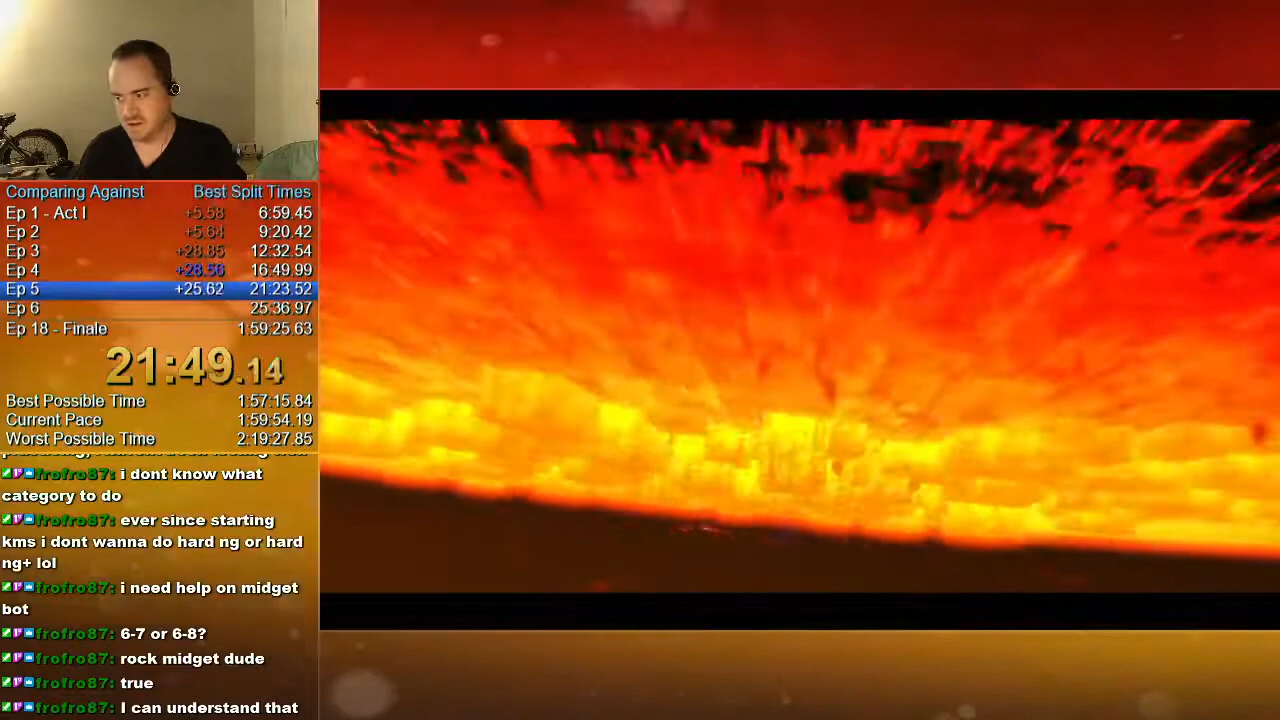 Comparing Against Best Split Times
Ep 1 - Act I +5.58 6:59.45
Ep 2 +5.64 9:20.42
Ep 3 +28.85 12:32.54
Ep 4 +28.56 16:49.99
Ep 5 +25.62 21:23.52
Ep 6 25:36.97
Ep 18 - Finale 1:59:25.63
21:49.14
Best Possible Time 1:57:15.84
Current Pace 1:59:54.19
Worst Possible Time 2:19:27.85
frofro87: i dont know what
category to do
frofro87: ever since starting
kms i dont wanna do hard ng or hard
ng+ lol
frofro87: i need help on midget
bot
frofro87: 6-7 or 6-8?
frofro87: rock midget dude
frofro87: true
frofro87: I can understand that